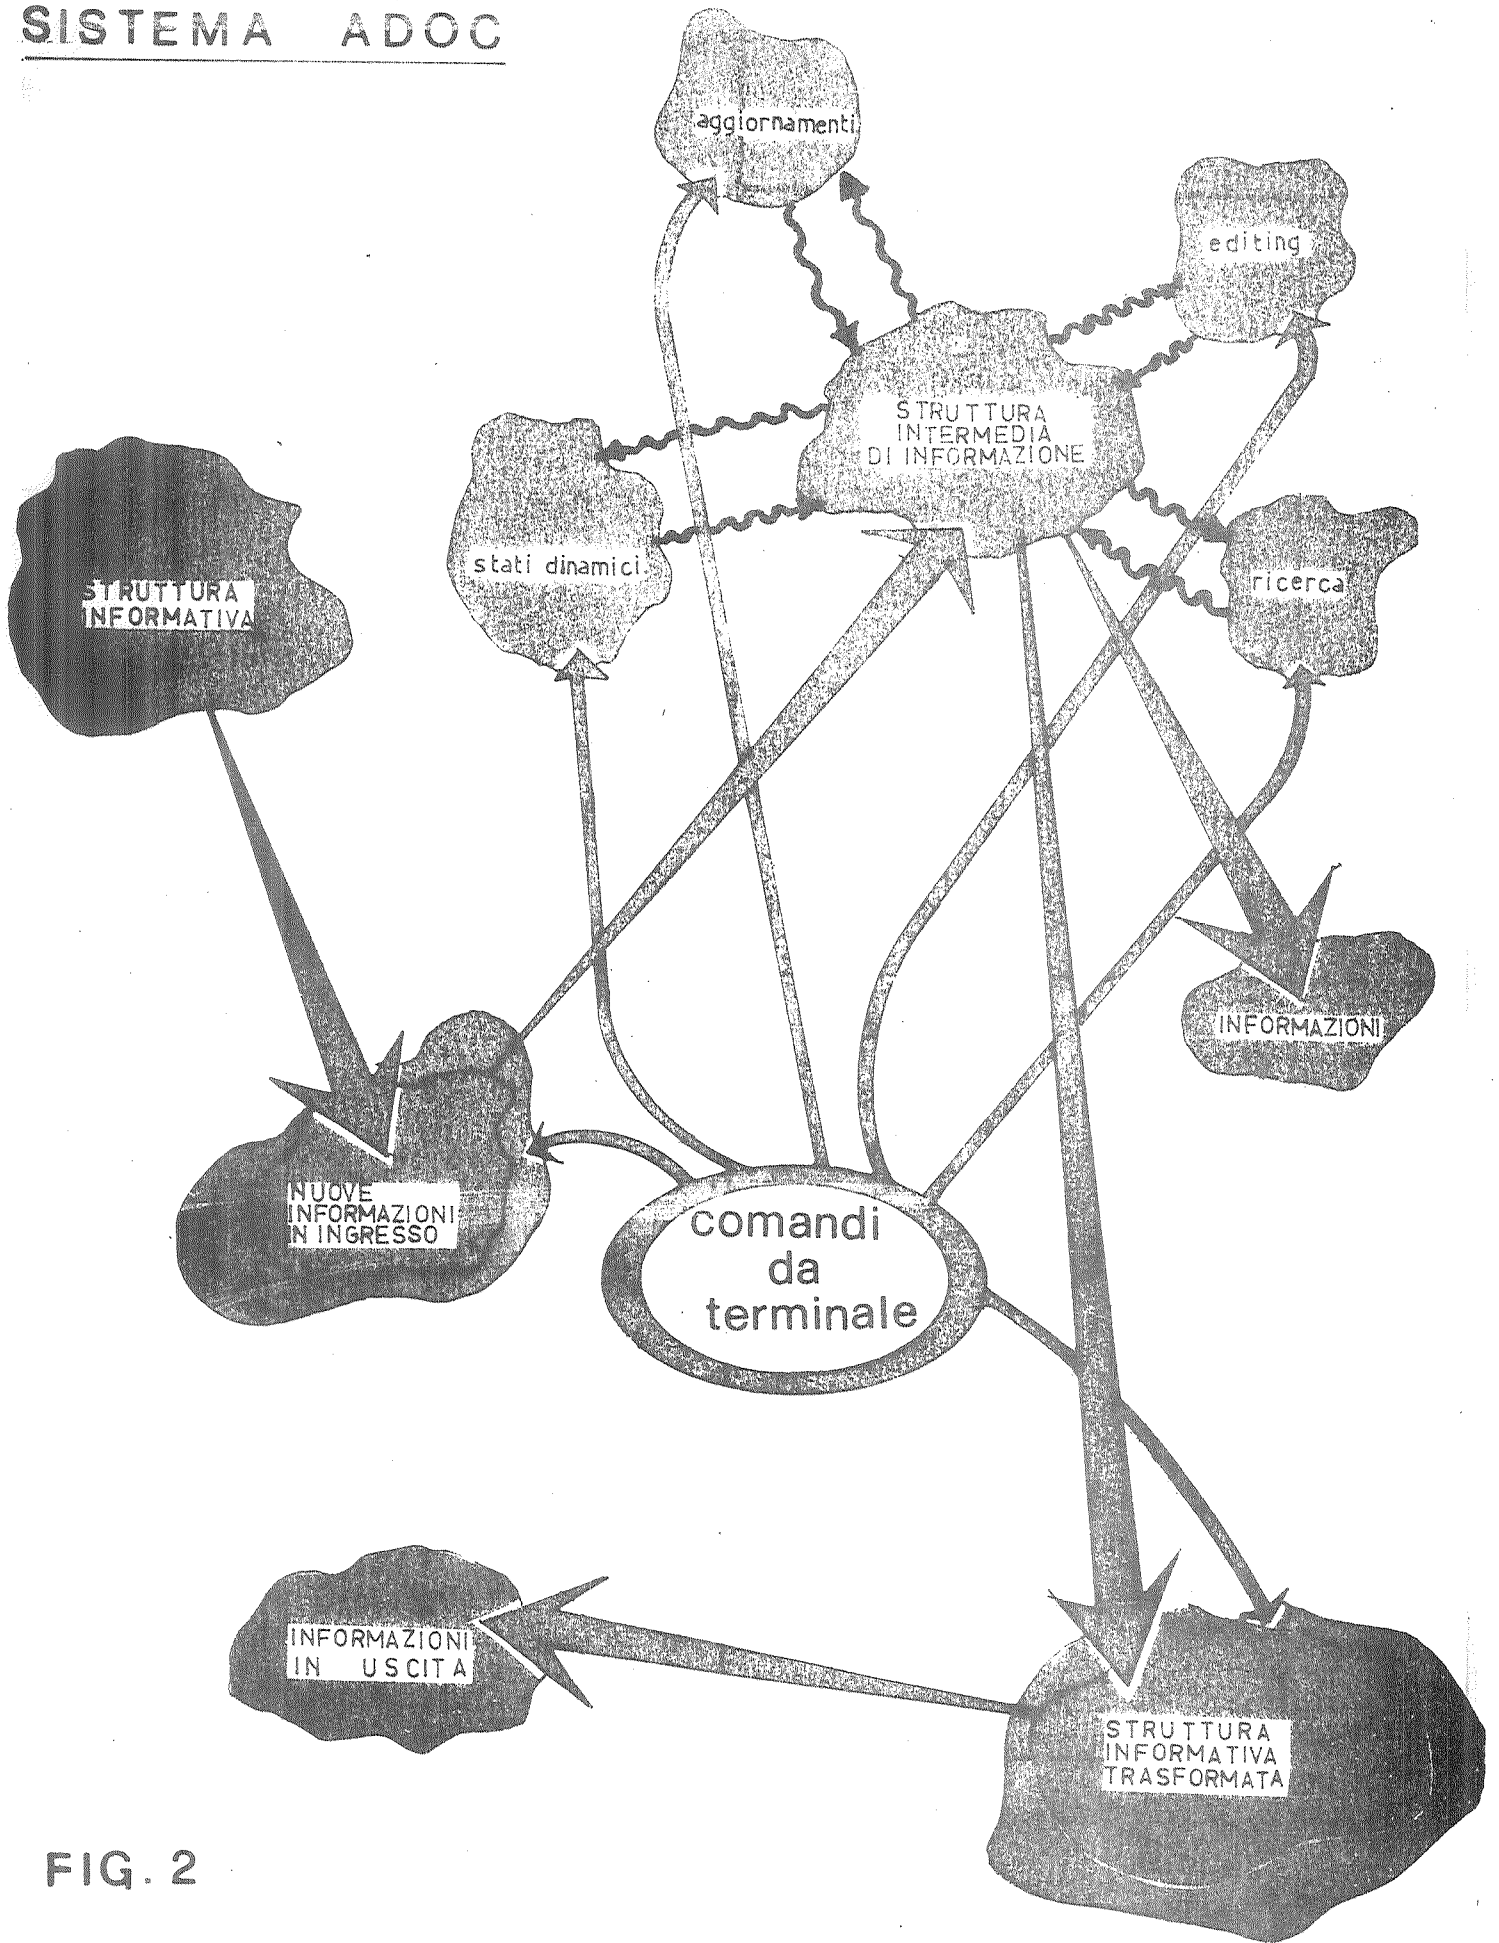 SISTEMA ADOC
aggiornamenti
editing
STRUTTURA
INTERMEDIA
DI INFORMAZIONE
stati dinamici
ricerca
STRUTTURA
INFORMATIVA
INFORMAZIONI
NUOVE
INFORMAZIONI
IN INGRESSO
comandi
da
terminale
INFORMAZIONI
IN USCITA
STRUTTURA
INFORMATIVA
TRASFORMATA
FIG. 2